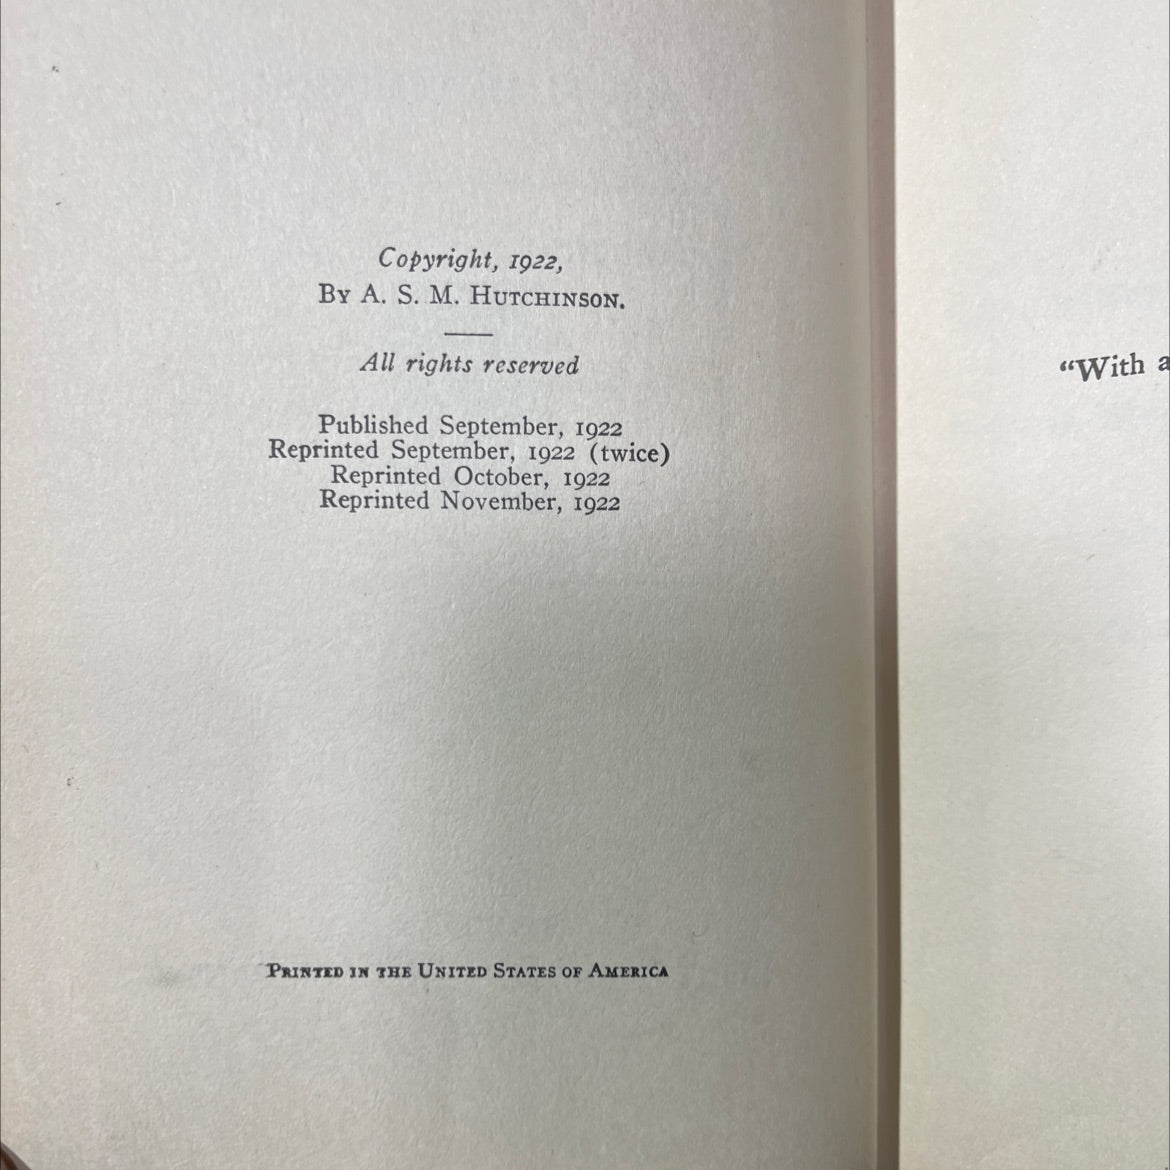 Copyright, 1922,
By A. S. M. Hutchinson.
All rights reserved
Published September, 1922
Reprinted September, 1922 (twice)
Reprinted October, 1922
Reprinted November, 1922
Printed in the United States of America
"With a